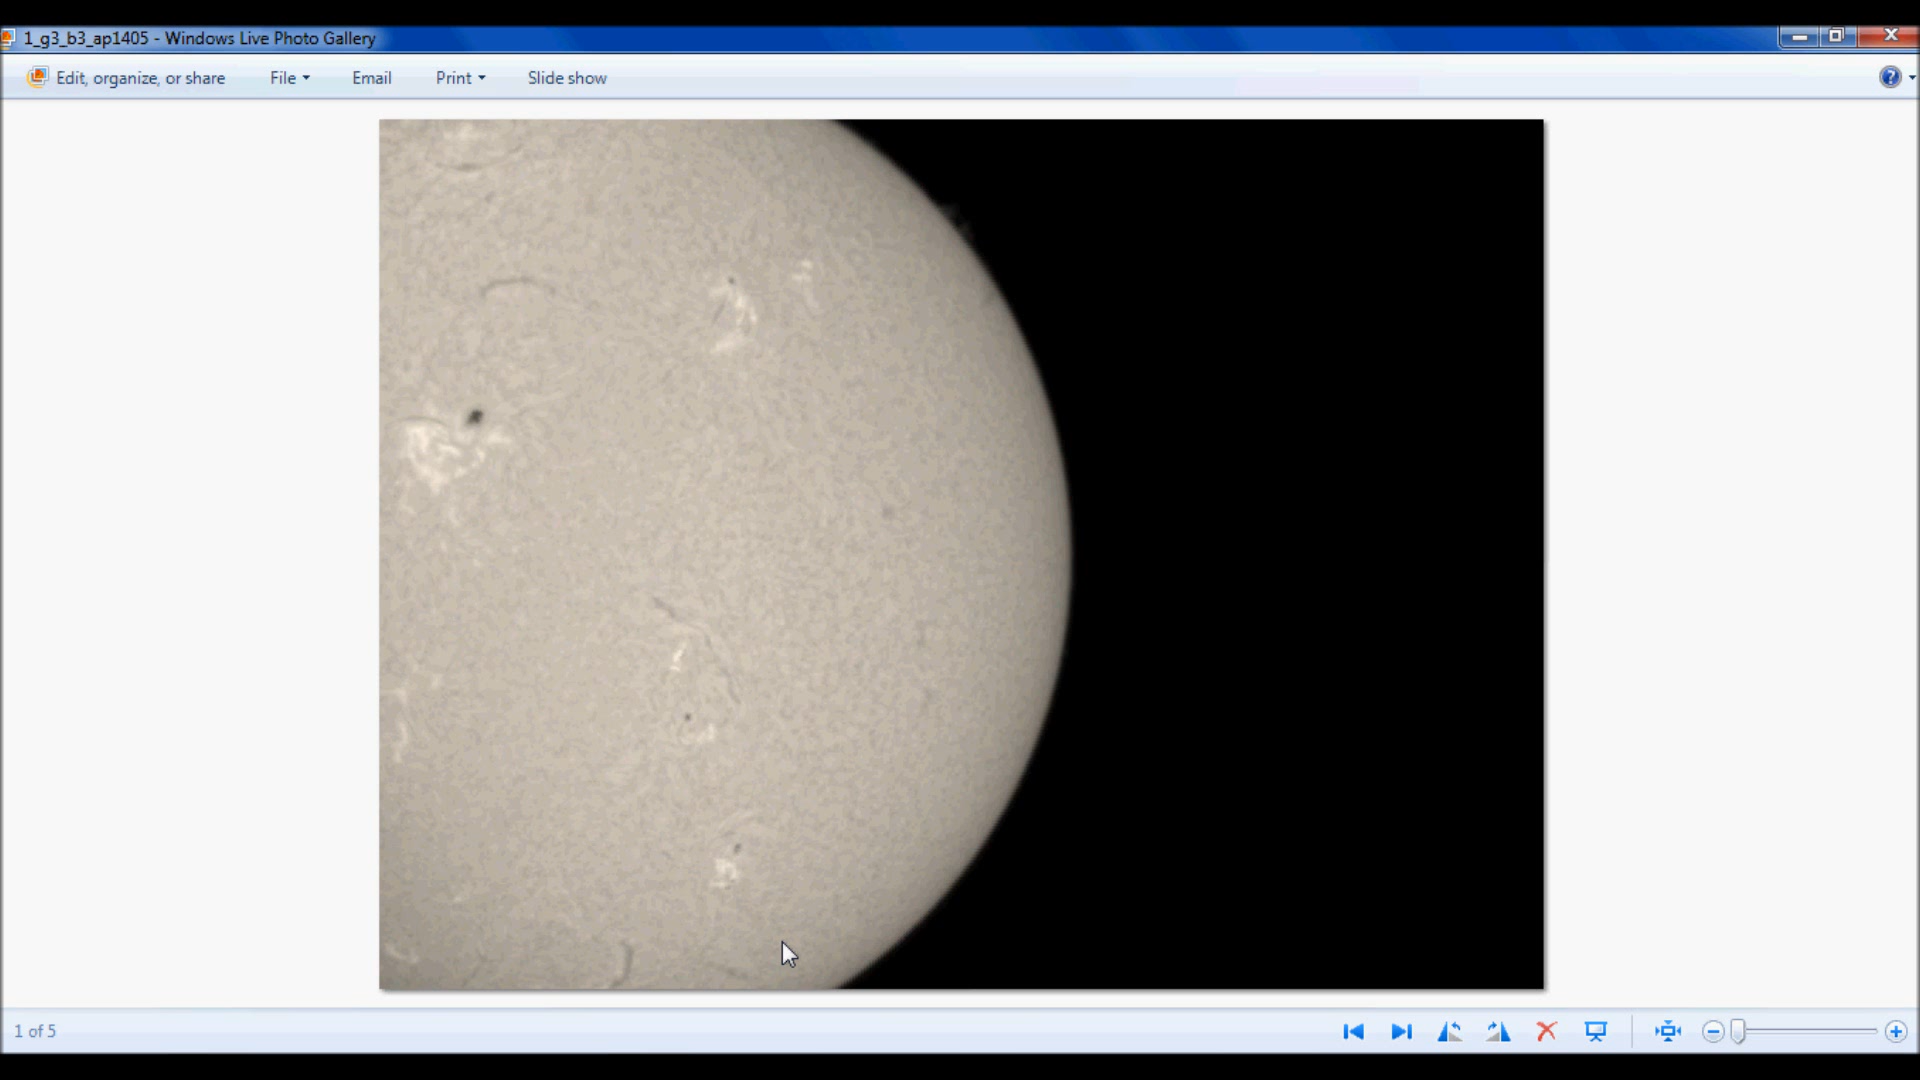 1_g3_b3_ap1405 - Windows Live Photo Gallery
Edit, organize, or share File Email Print Slide show
1 of 5